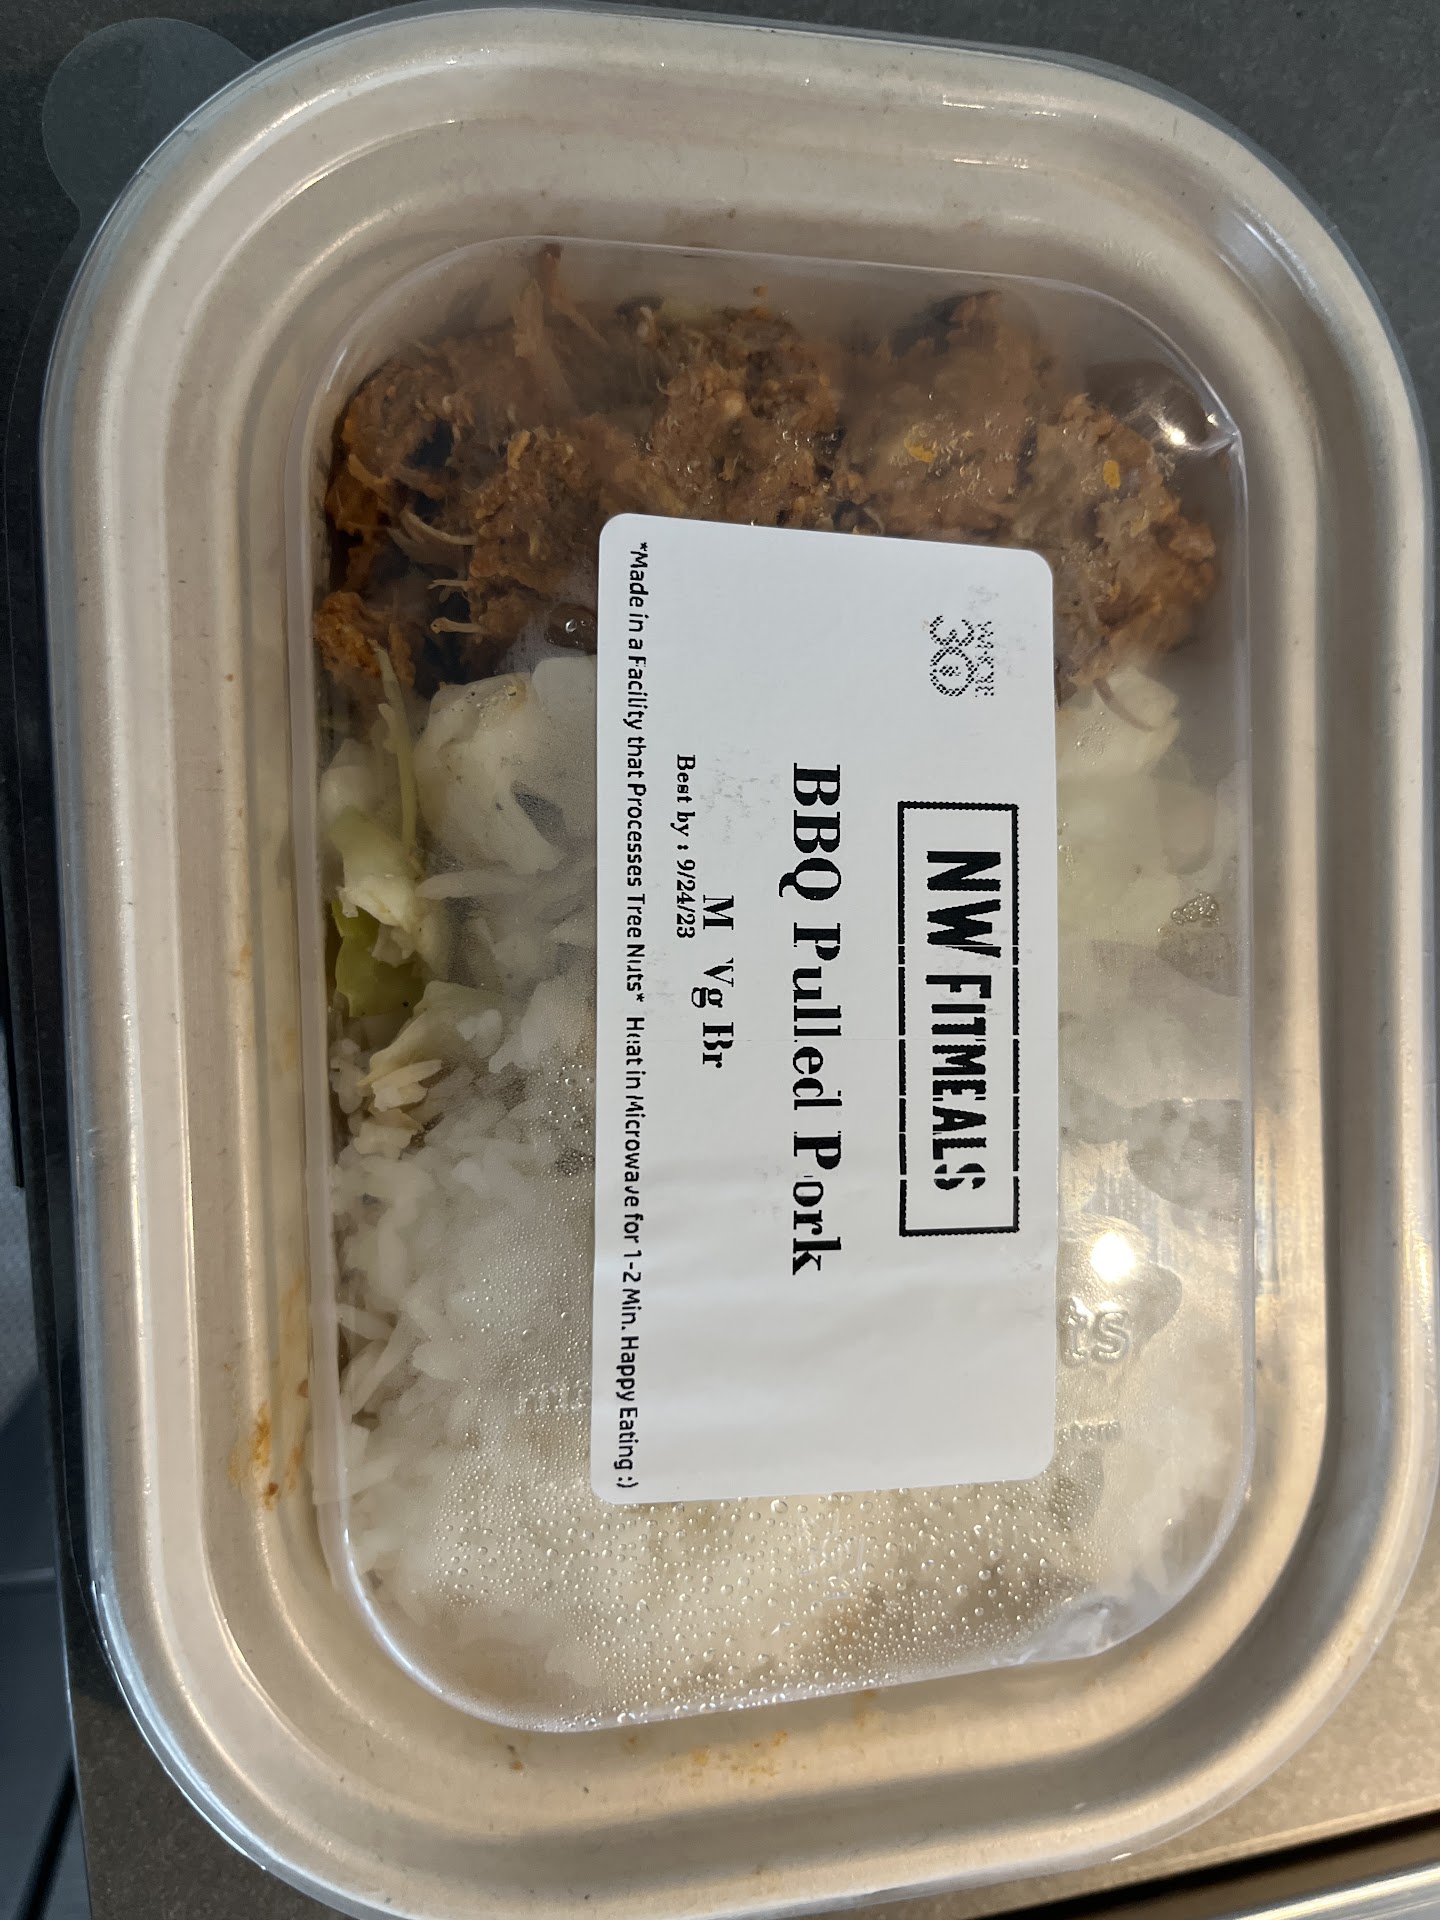 WHOLE
30
NW FITMEALS
BBQ Pulled Pork
M Vg Br
Best by : 9/24/23
*Made in a Facility that Processes Tree Nuts* Heat in Microwave for 1-2 Min. Happy Eating :)
ts